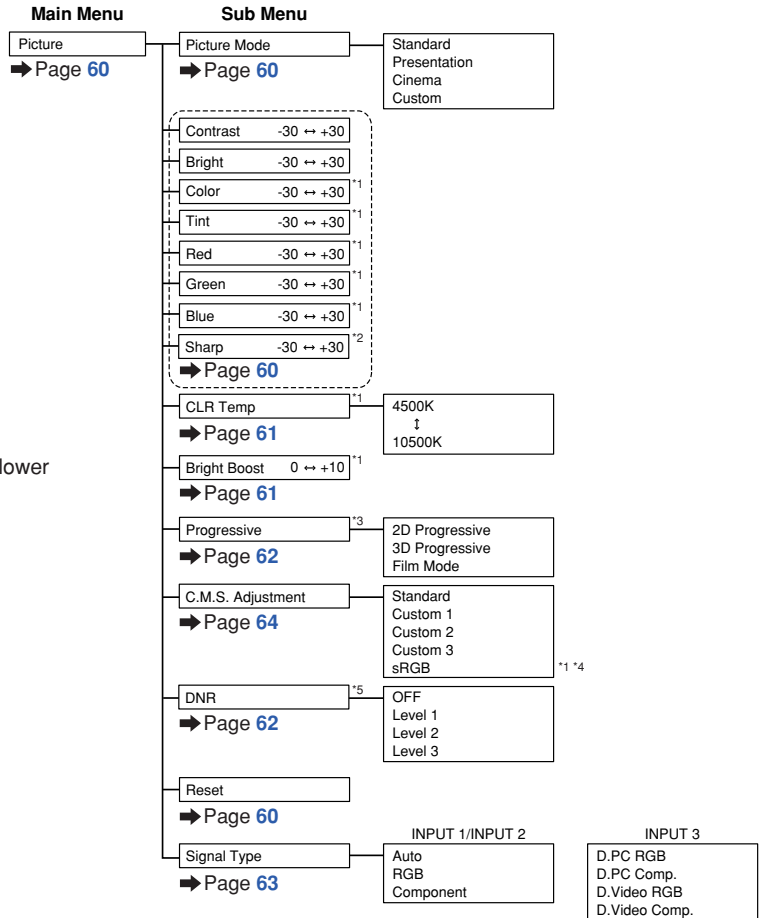 Main Menu Sub Menu
Picture
➡ Page 60
Picture Mode
➡ Page 60
Standard
Presentation
Cinema
Custom
Contrast -30 ↔ +30
Bright -30 ↔ +30
Color -30 ↔ +30 *1
Tint -30 ↔ +30 *1
Red -30 ↔ +30 *1
Green -30 ↔ +30 *1
Blue -30 ↔ +30 *1
Sharp -30 ↔ +30 *2
➡ Page 60
CLR Temp *1
➡ Page 61
4500K
↕
10500K
lower
Bright Boost 0 ↔ +10 *1
➡ Page 61
Progressive *3
➡ Page 62
2D Progressive
3D Progressive
Film Mode
C.M.S. Adjustment
➡ Page 64
Standard
Custom 1
Custom 2
Custom 3
sRGB *1 *4
DNR *5
➡ Page 62
OFF
Level 1
Level 2
Level 3
Reset
➡ Page 60
Signal Type
➡ Page 63
INPUT 1/INPUT 2
Auto
RGB
Component
INPUT 3
D.PC RGB
D.PC Comp.
D.Video RGB
D.Video Comp.